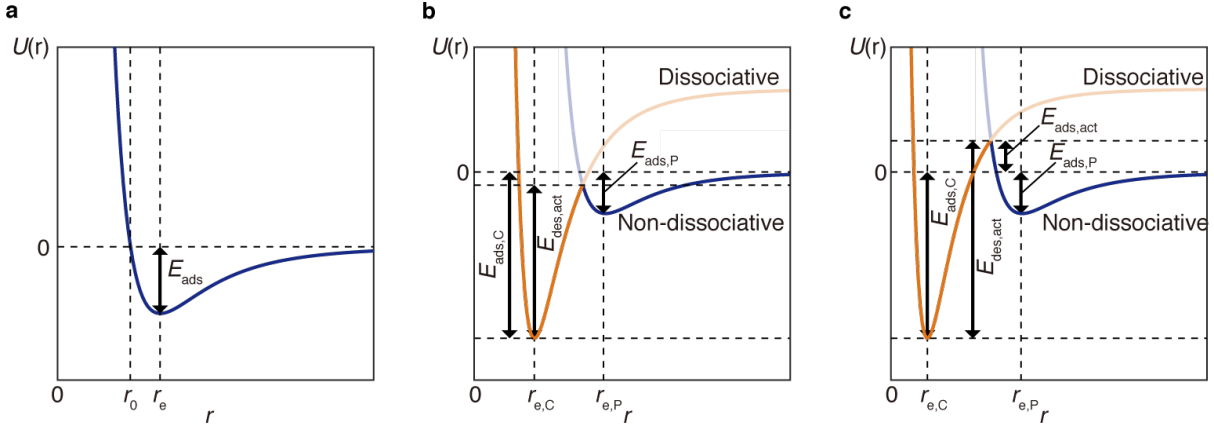 a
U(r)
0
E_ads
0
r_0
r_e
r
b
U(r)
Dissociative
0
E_ads,P
E_ads,C
E_des,act
Non-dissociative
0
r_e,C
r_e,P
r
c
U(r)
Dissociative
E_ads,act
0
E_ads,P
E_ads,C
E_des,act
Non-dissociative
0
r_e,C
r_e,P
r